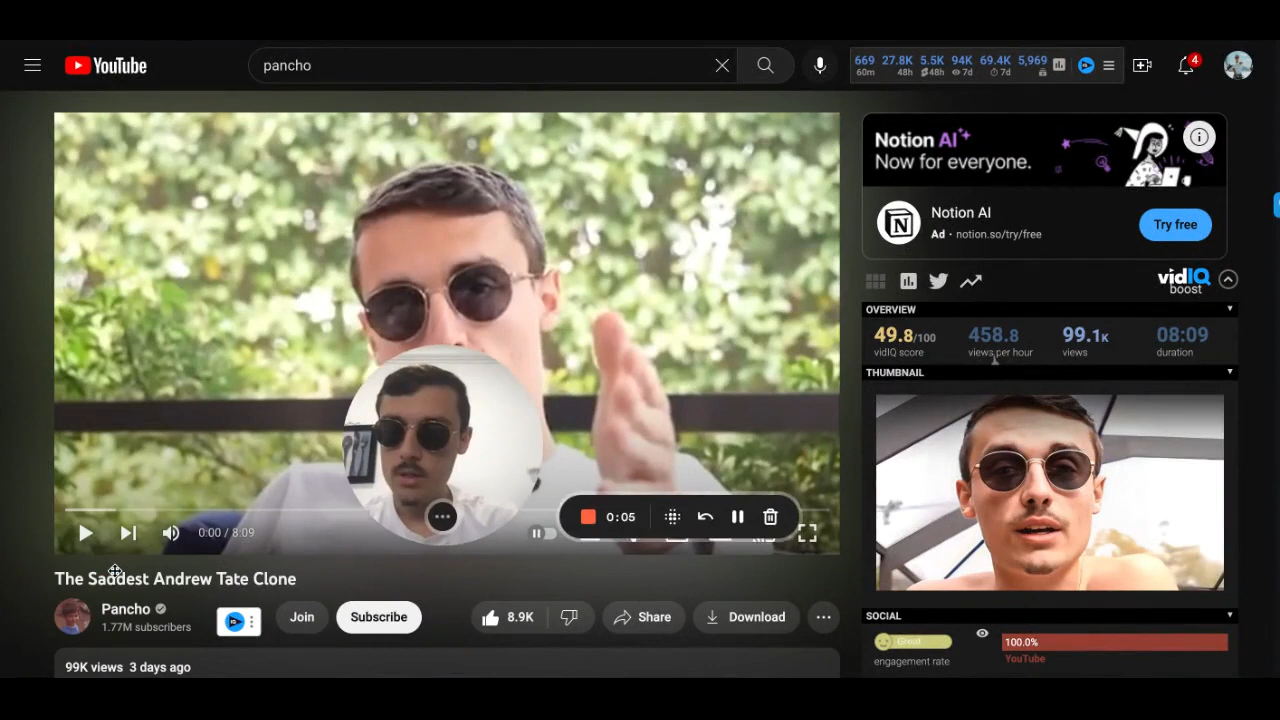 YouTube
pancho
669 27.8K 5.5K 94K 69.4K 5,969
60m 48h 48h 7d 7d
4
Notion AI
Now for everyone.
Notion AI
Ad · notion.so/try/free
Try free
vidIQ
boost
OVERVIEW
49.8/100 458.8 99.1K 08:09
vidIQ score views per hour views duration
THUMBNAIL
0:05
0:00 / 8:09
The Saddest Andrew Tate Clone
Pancho
1.77M subscribers
Join
Subscribe
8.9K
Share
Download
99K views 3 days ago
SOCIAL
Great
engagement rate
100.0%
YouTube